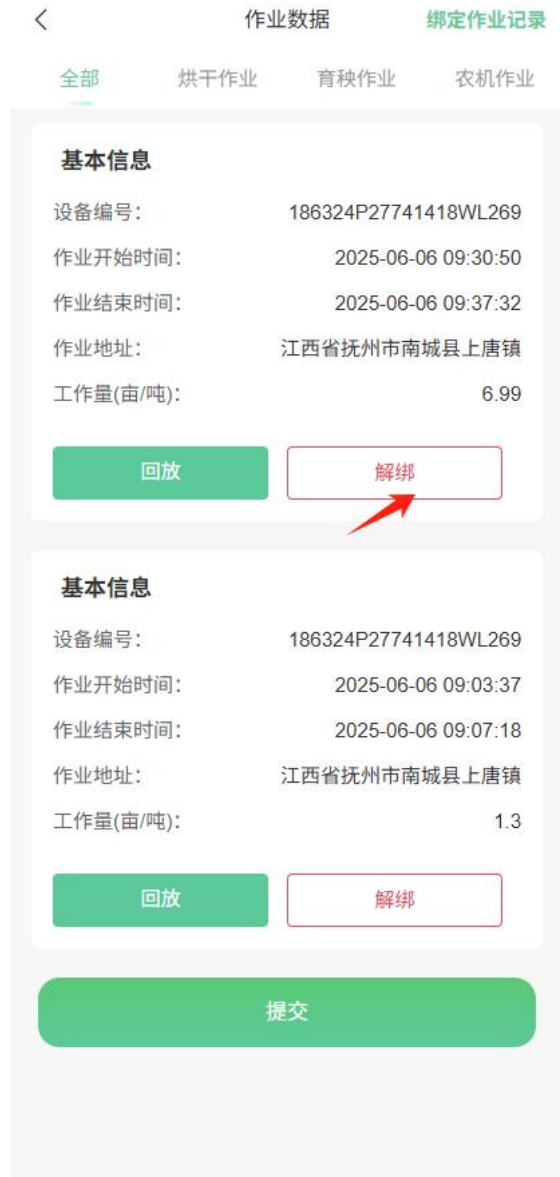 作业数据 绑定作业记录
全部 烘干作业 育秧作业 农机作业
基本信息
设备编号： 186324P27741418WL269
作业开始时间： 2025-06-06 09:30:50
作业结束时间： 2025-06-06 09:37:32
作业地址： 江西省抚州市南城县上唐镇
工作量(亩/吨)： 6.99
回放 解绑
基本信息
设备编号： 186324P27741418WL269
作业开始时间： 2025-06-06 09:03:37
作业结束时间： 2025-06-06 09:07:18
作业地址： 江西省抚州市南城县上唐镇
工作量(亩/吨)： 1.3
回放 解绑
提交